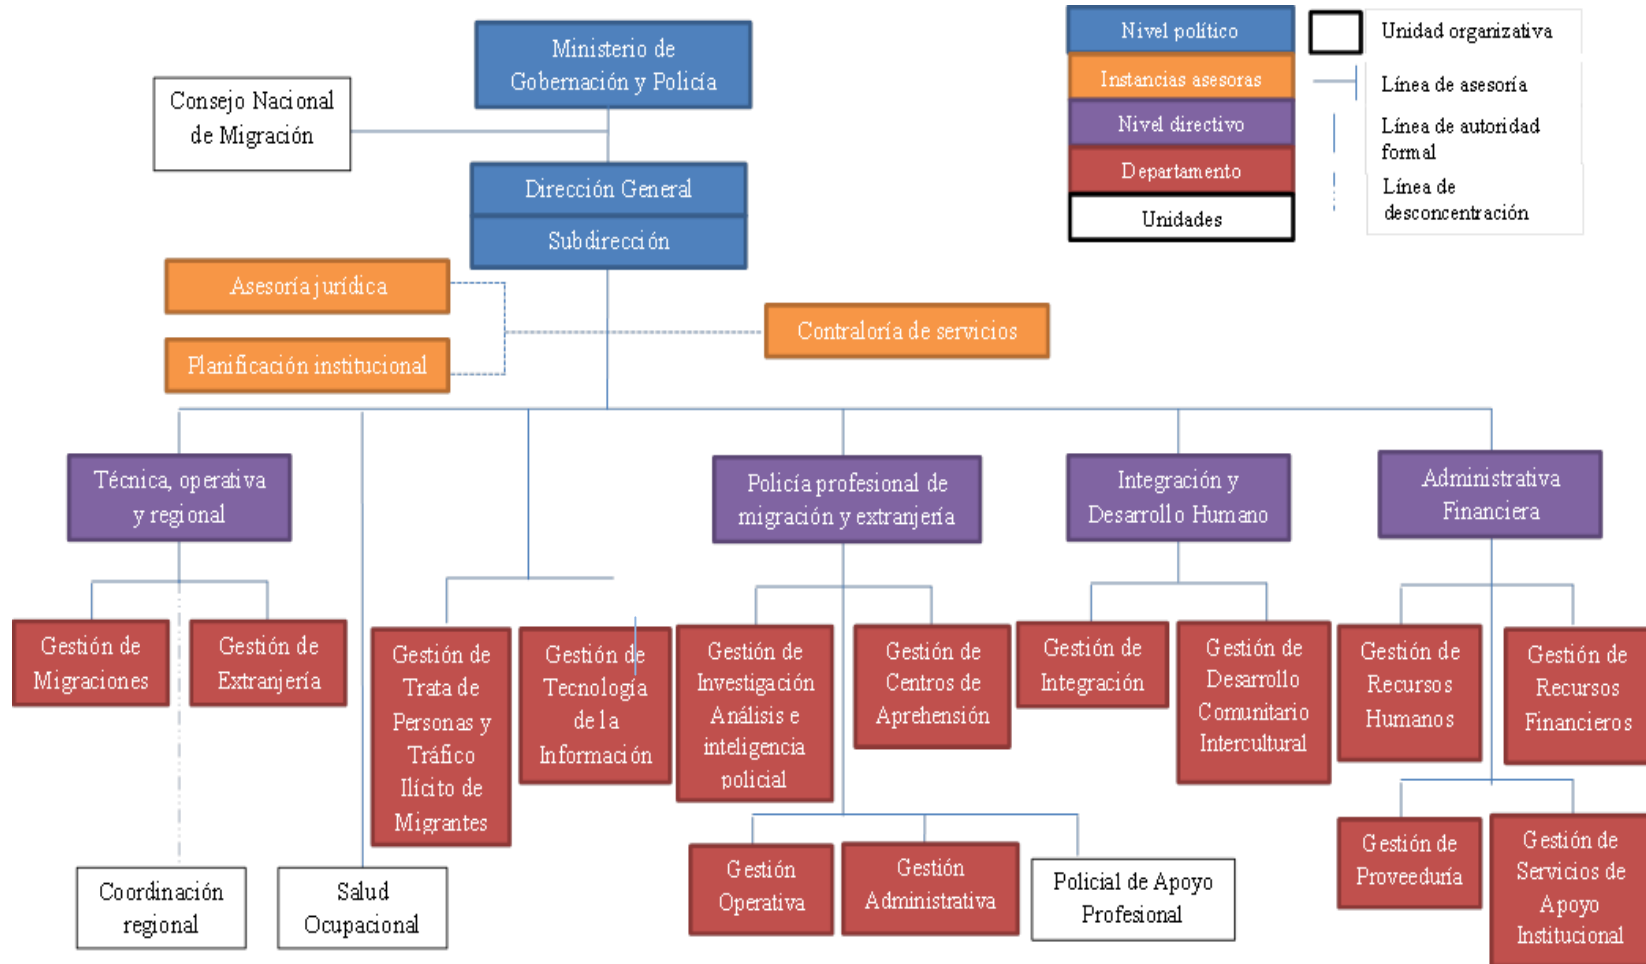 Ministerio de
Gobernación y Policía
Consejo Nacional
de Migración
Dirección General
Subdirección
Nivel político
Instancias asesoras
Nivel directivo
Departamento
Unidades
Unidad organizativa
Línea de asesoría
Línea de autoridad
formal
Línea de
desconcentración
Asesoría jurídica
Planificación institucional
Contraloría de servicios
Técnica, operativa
y regional
Policía profesional de
migración y extranjería
Integración y
Desarrollo Humano
Administrativa
Financiera
Gestión de
Migraciones
Gestión de
Extranjería
Gestión de
Trata de
Personas y
Tráfico
Ilícito de
Migrantes
Gestión de
Tecnología
de la
Información
Gestión de
Investigación
Análisis e
inteligencia
policial
Gestión de
Centros de
Aprehensión
Gestión de
Integración
Gestión de
Desarrollo
Comunitario
Intercultural
Gestión de
Recursos
Humanos
Gestión de
Recursos
Financieros
Coordinación
regional
Salud
Ocupacional
Gestión
Operativa
Gestión
Administrativa
Policial de Apoyo
Profesional
Gestión de
Proveeduría
Gestión de
Servicios de
Apoyo
Institucional